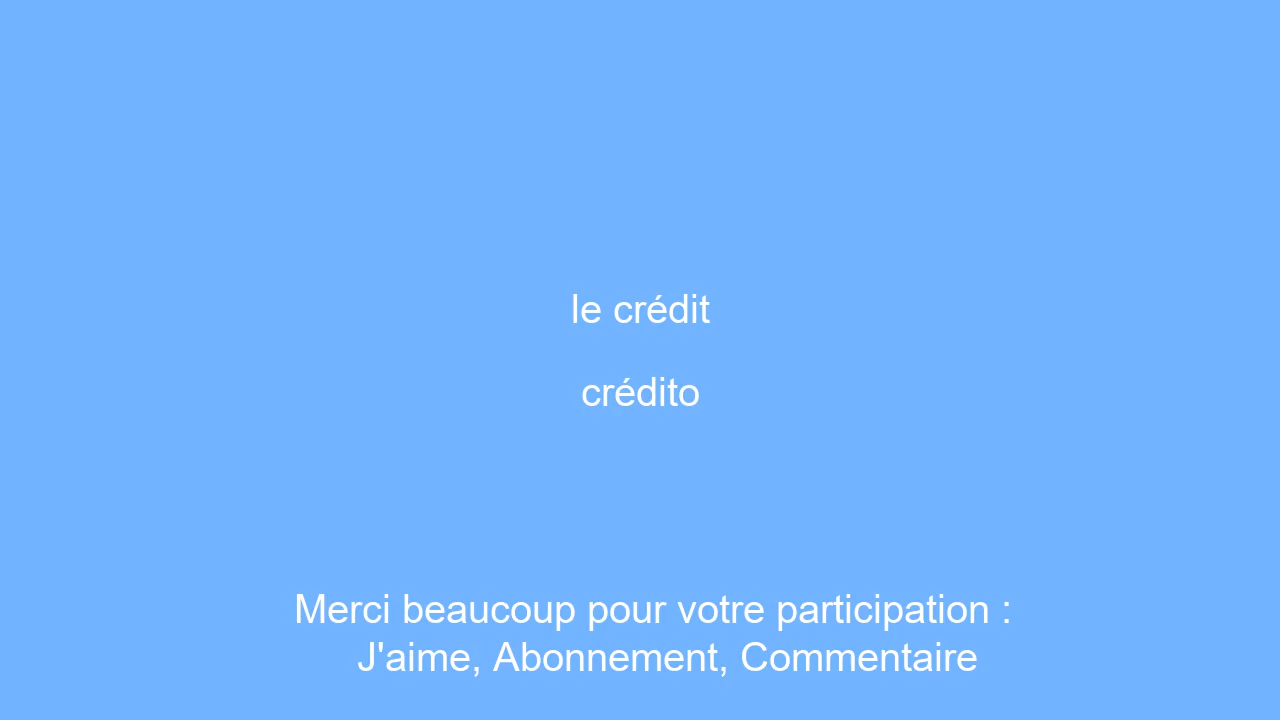 le crédit
crédito
Merci beaucoup pour votre participation :
J'aime, Abonnement, Commentaire